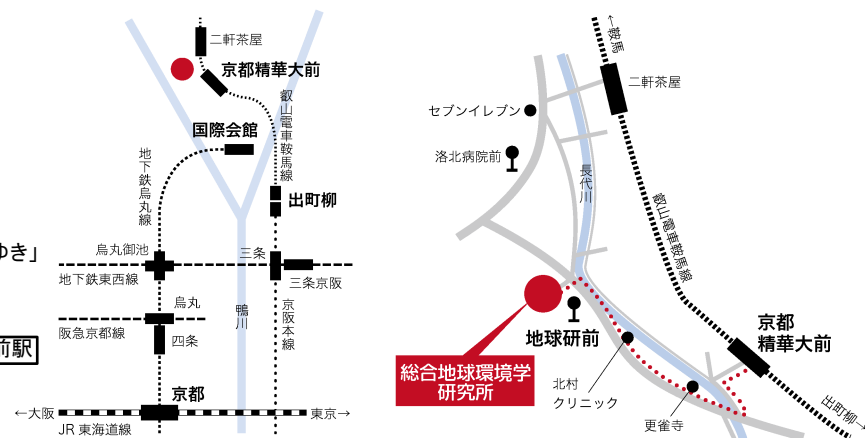 二軒茶屋
京都精華大前
叡山電車鞍馬線
国際会館
地下鉄烏丸線
出町柳
ゆき」
烏丸御池
三条
地下鉄東西線
三条京阪
烏丸
鴨川
京阪本線
阪急京都線
四条
前駅
京都
←大阪
東京→
JR 東海道線
←鞍馬
二軒茶屋
セブンイレブン
洛北病院前
長代川
叡山電車鞍馬線
地球研前
京都
精華大前
総合地球環境学
研究所
北村
クリニック
更雀寺
出町柳→